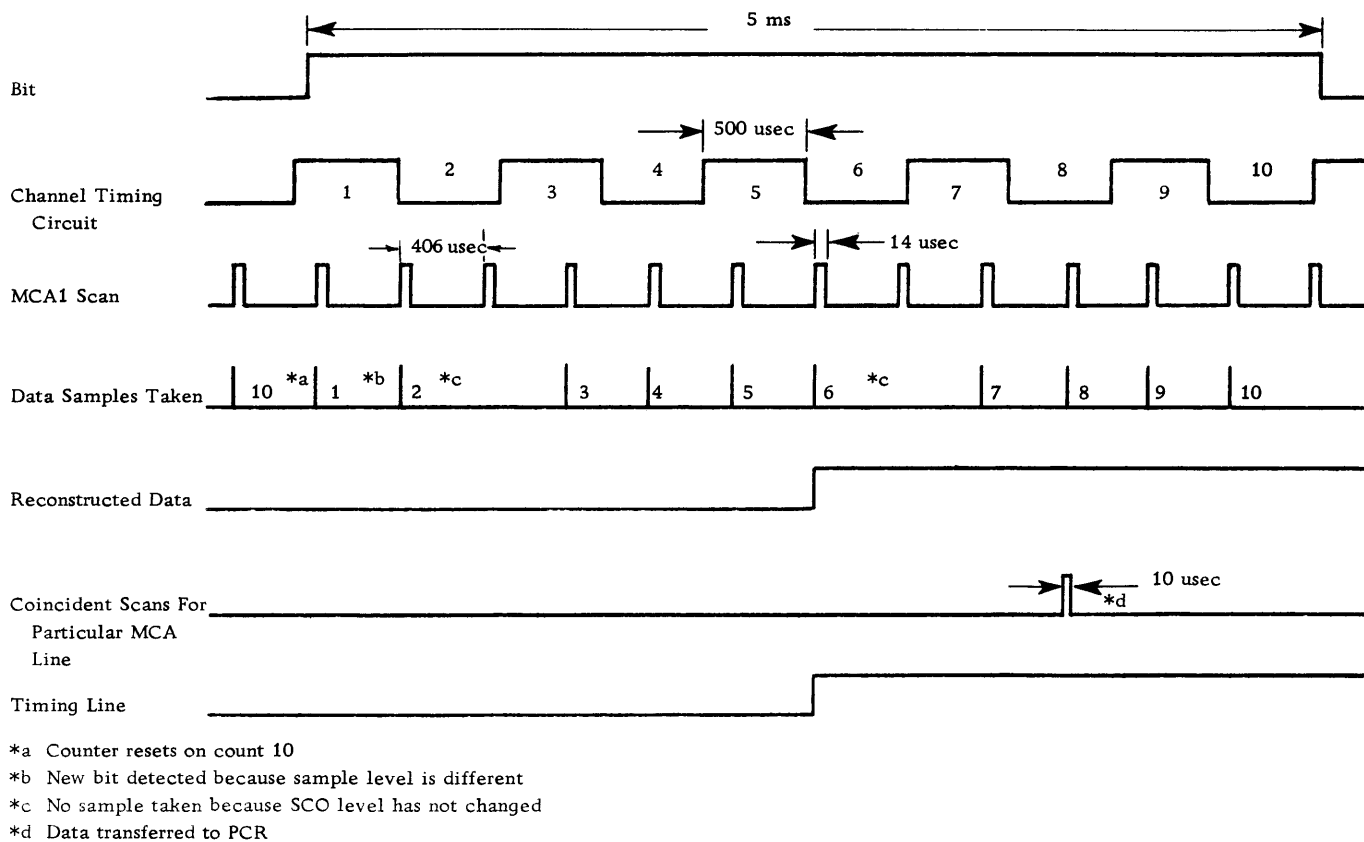 5 ms
Bit
500 usec
2 4 6 8 10
1 3 5 7 9
Channel Timing
Circuit
406 usec
14 usec
MCA1 Scan
Data Samples Taken 10 *a 1 *b 2 *c 3 4 5 6 *c 7 8 9 10
Reconstructed Data
10 usec
*d
Coincident Scans For
Particular MCA
Line
Timing Line
*a Counter resets on count 10
*b New bit detected because sample level is different
*c No sample taken because SCO level has not changed
*d Data transferred to PCR